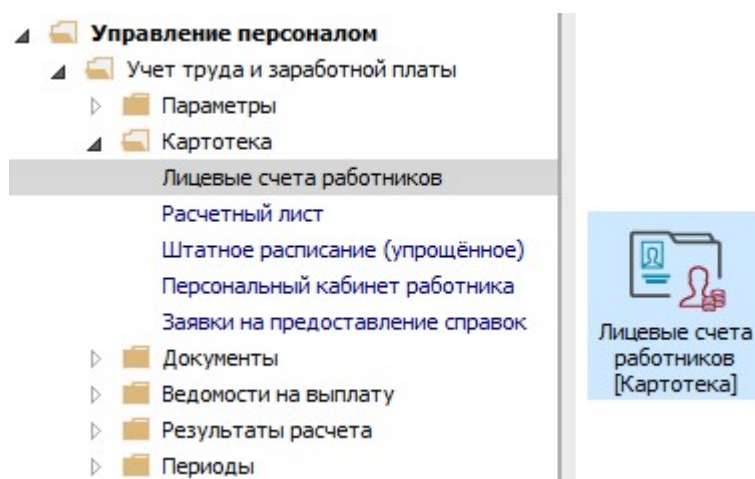 Управление персоналом
Учет труда и заработной платы
Параметры
Картотека
Лицевые счета работников
Расчетный лист
Штатное расписание (упрощённое)
Персональный кабинет работника
Заявки на предоставление справок
Документы
Ведомости на выплату
Результаты расчета
Периоды
Лицевые счета
работников
[Картотека]